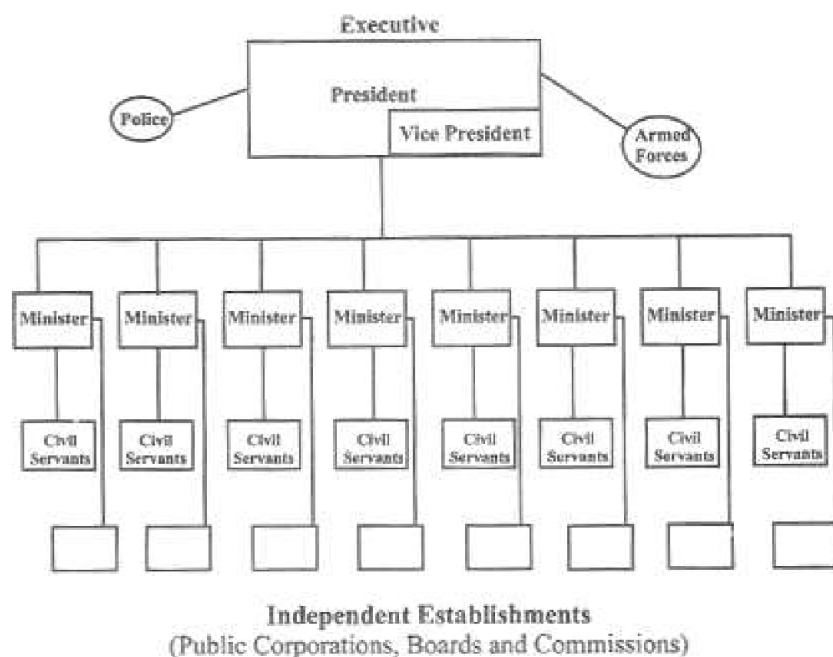 Executive
President
Vice President
Police
Armed
Forces
Minister
Minister
Minister
Minister
Minister
Minister
Minister
Minister
Civil
Servants
Civil
Servants
Civil
Servants
Civil
Servants
Civil
Servants
Civil
Servants
Civil
Servants
Civil
Servants
Independent Establishments
(Public Corporations, Boards and Commissions)